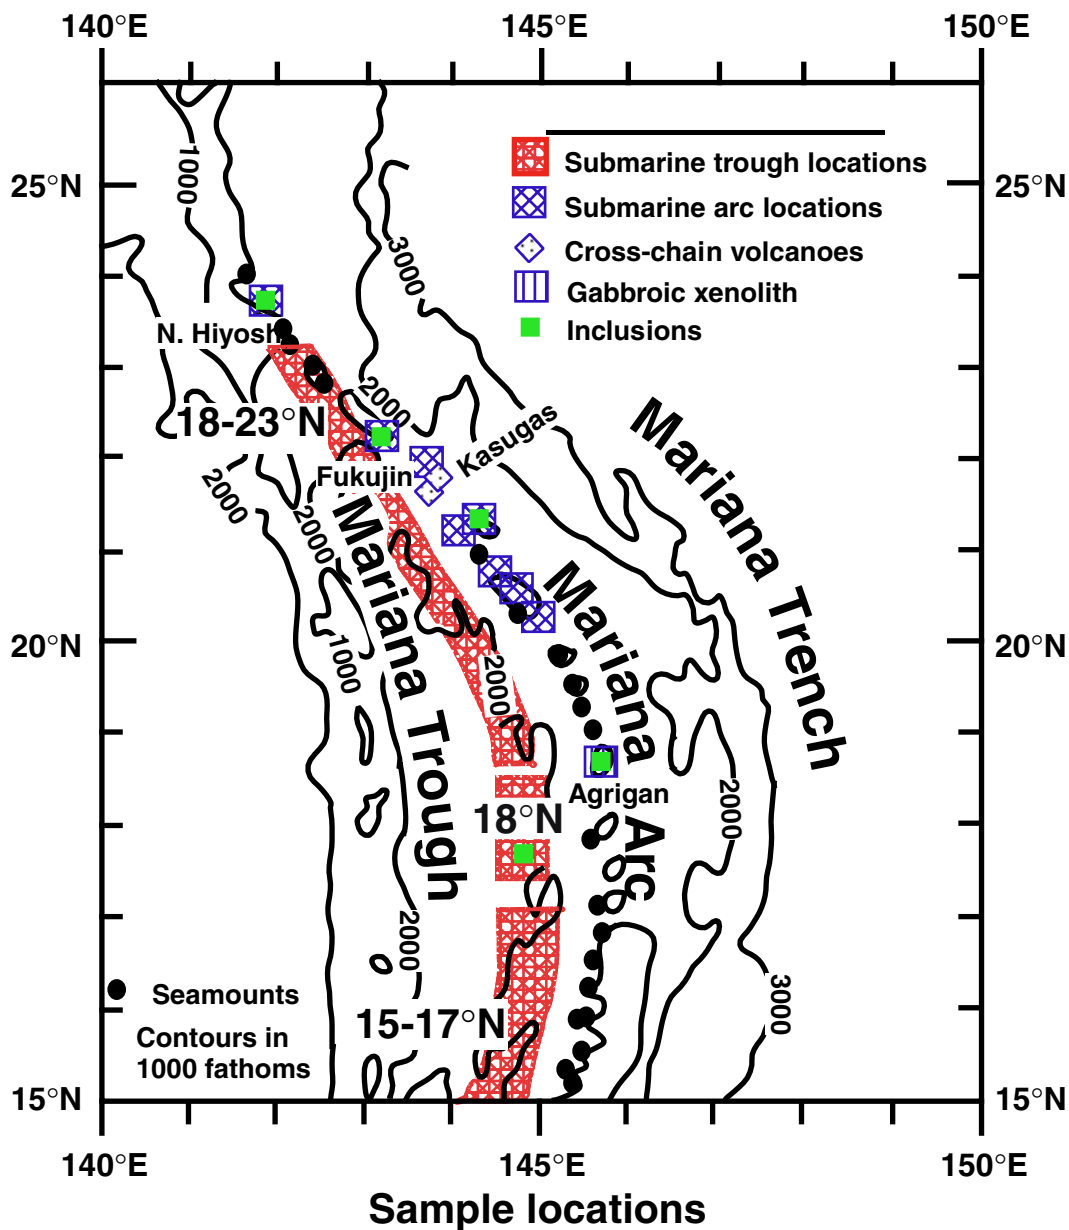 140°E
145°E
150°E
25°N
25°N
Submarine trough locations
Submarine arc locations
Cross-chain volcanoes
Gabbroic xenolith
Inclusions
1000
3000
N. Hiyosh
2000
18-23°N
Kasugas
Fukujin
Mariana Trench
2000
2000
Mariana Trough
Mariana Arc
20°N
20°N
1000
2000
Agrigan
2000
18°N
2000
3000
Seamounts
15-17°N
Contours in
1000 fathoms
15°N
15°N
140°E
145°E
150°E
Sample locations